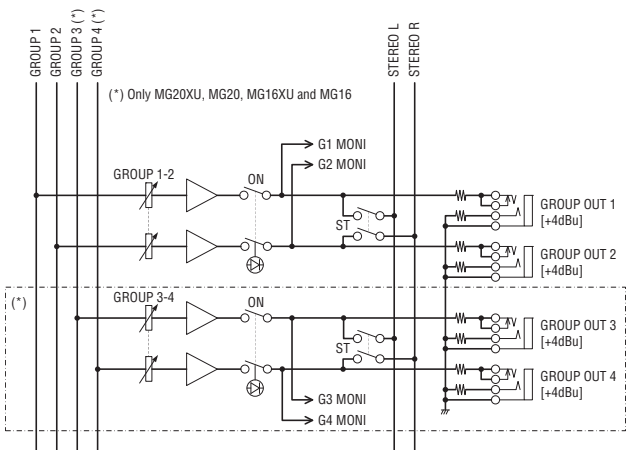 GROUP 1
GROUP 2
GROUP 3 (*)
GROUP 4 (*)
STEREO L
STEREO R
(*) Only MG20XU, MG20, MG16XU and MG16
G1 MONI
G2 MONI
GROUP 1-2
ON
ST
GROUP OUT 1
[+4dBu]
GROUP OUT 2
[+4dBu]
(*)
GROUP 3-4
ON
ST
GROUP OUT 3
[+4dBu]
GROUP OUT 4
[+4dBu]
G3 MONI
G4 MONI